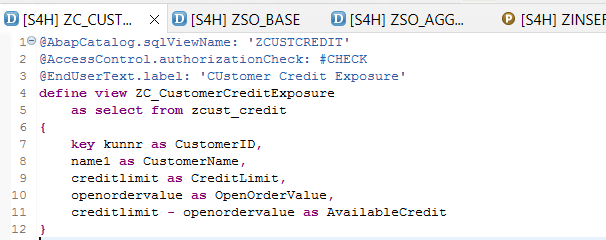 [S4H] ZC_CUST... [S4H] ZSO_BASE [S4H] ZSO_AGG... [S4H] ZINSER
1 @AbapCatalog.sqlViewName: 'ZCUSTCREDIT'
2 @AccessControl.authorizationCheck: #CHECK
3 @EndUserText.label: 'CUstomer Credit Exposure'
4 define view ZC_CustomerCreditExposure
5 as select from zcust_credit
6 {
7 key kunnr as CustomerID,
8 name1 as CustomerName,
9 creditlimit as CreditLimit,
10 openordervalue as OpenOrderValue,
11 creditlimit - openordervalue as AvailableCredit
12 }